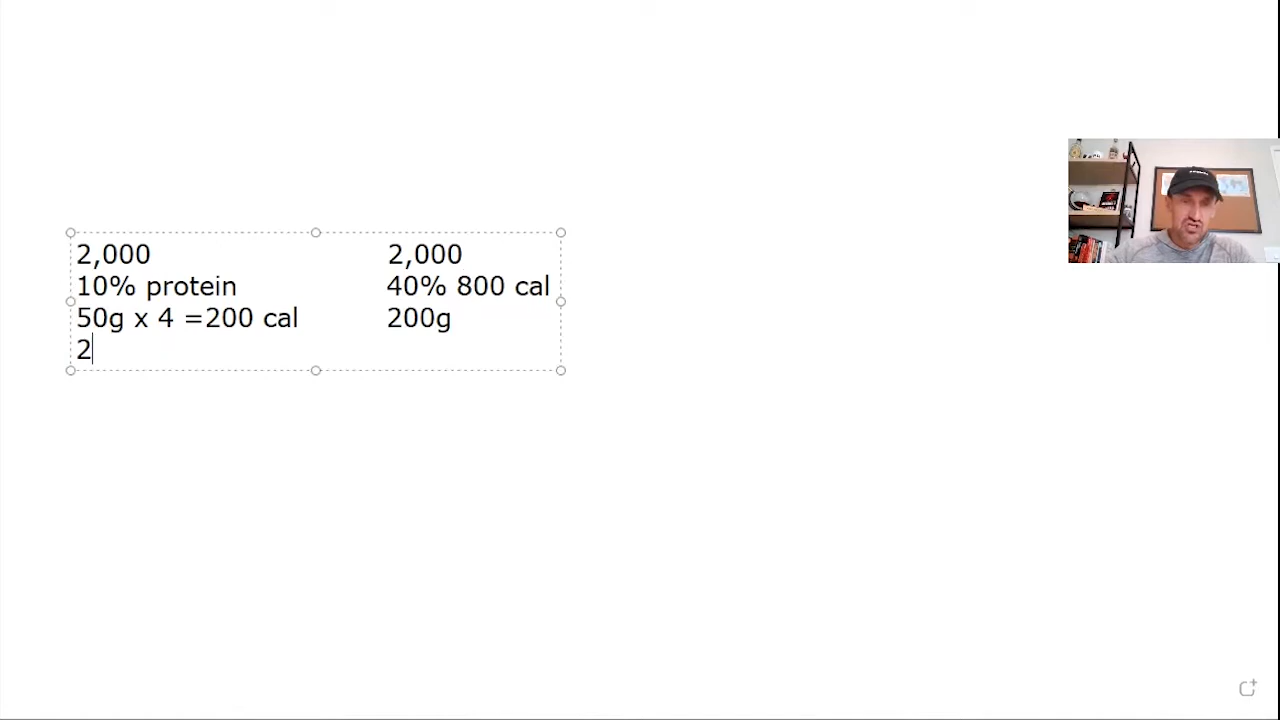 2,000 2,000
10% protein 40% 800 cal
50g x 4 =200 cal 200g
2